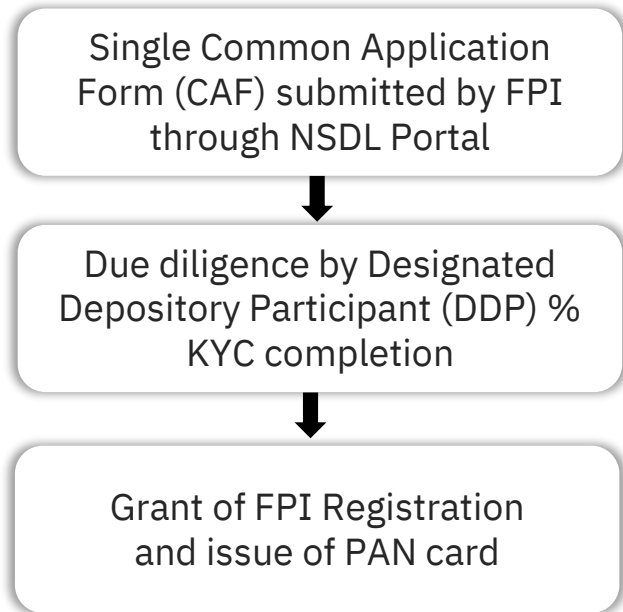 Single Common Application
Form (CAF) submitted by FPI
through NSDL Portal
Due diligence by Designated
Depository Participant (DDP) %
KYC completion
Grant of FPI Registration
and issue of PAN card